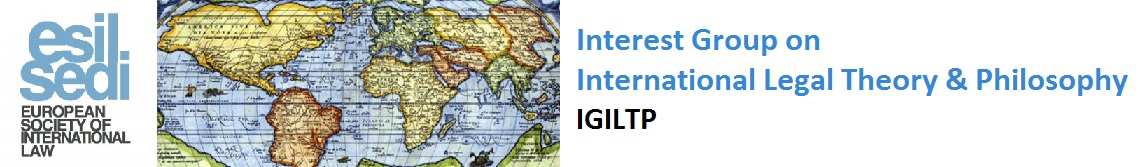 esil.
sedi
EUROPEAN
SOCIETY OF
INTERNATIONAL
LAW
Interest Group on
International Legal Theory & Philosophy
IGILTP